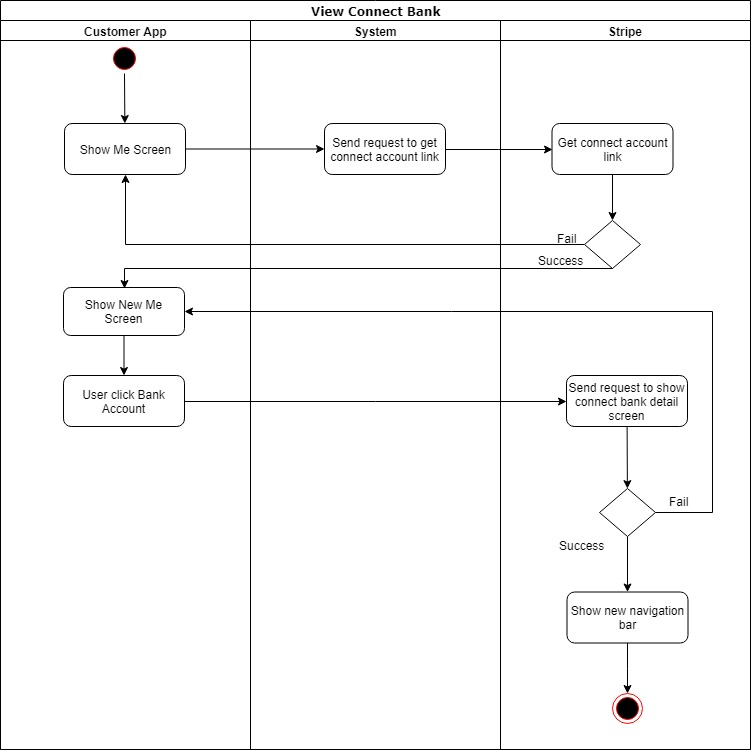 View Connect Bank
Customer App
System
Stripe
Show Me Screen
Send request to get
connect account link
Get connect account
link
Fail
Success
Show New Me
Screen
User click Bank
Account
Send request to show
connect bank detail
screen
Fail
Success
Show new navigation
bar